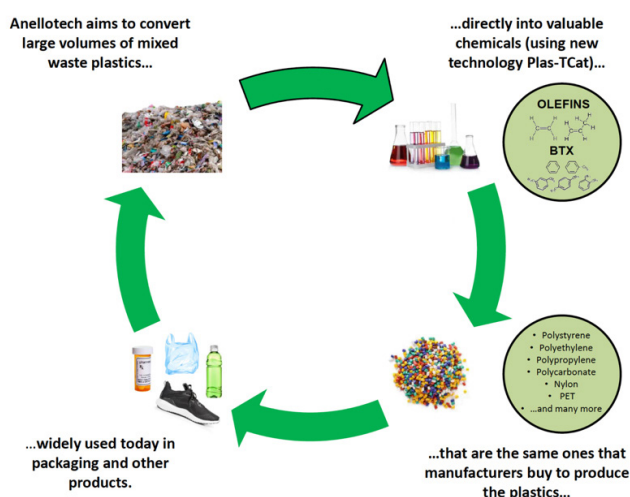 Anellotech aims to convert
large volumes of mixed
waste plastics...
...directly into valuable
chemicals (using new
technology Plas-TCat)...
OLEFINS
BTX
• Polystyrene
• Polyethylene
• Polypropylene
• Polycarbonate
• Nylon
• PET
• ...and many more
...that are the same ones that
manufacturers buy to produce
the plastics...
...widely used today in
packaging and other
products.